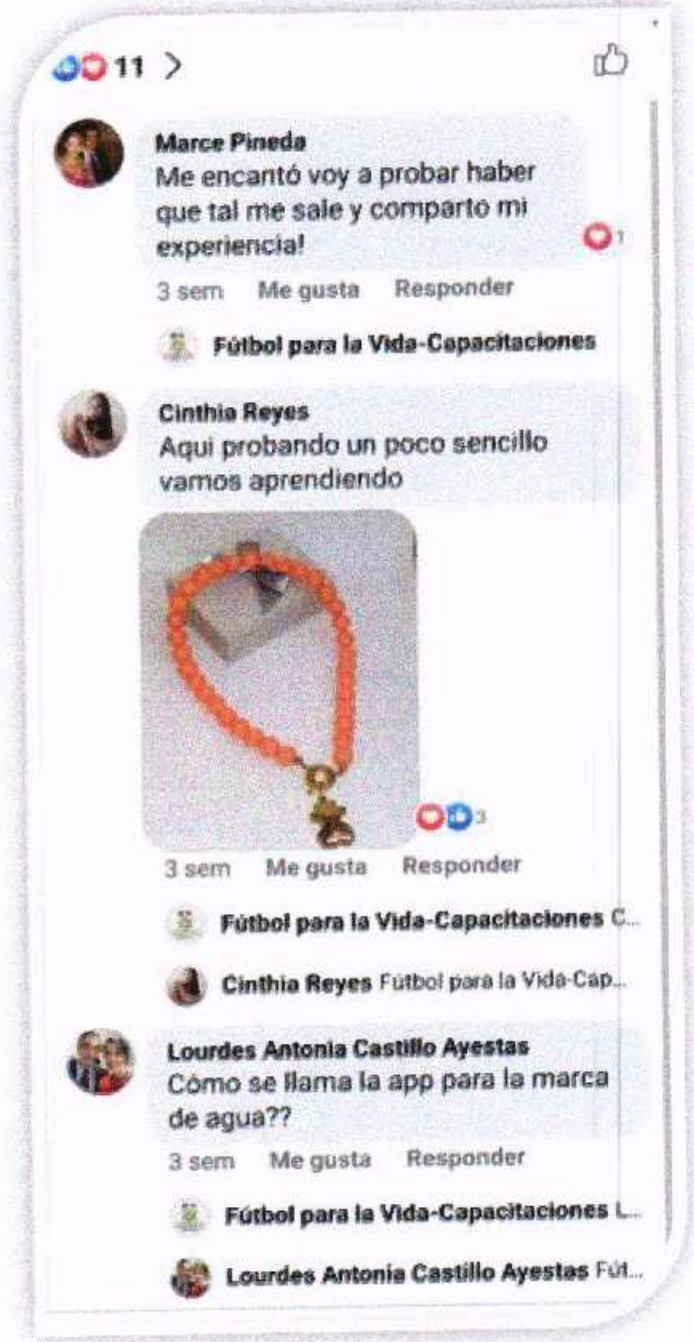 11 >
Marce Pineda
Me encantó voy a probar haber
que tal me sale y comparto mi
experiencia!
1
3 sem Me gusta Responder
Fútbol para la Vida-Capacitaciones
Cinthia Reyes
Aqui probando un poco sencillo
vamos aprendiendo
3
3 sem Me gusta Responder
Fútbol para la Vida-Capacitaciones C...
Cinthia Reyes Fútbol para la Vida-Cap...
Lourdes Antonia Castillo Ayestas
Cómo se llama la app para la marca
de agua??
3 sem Me gusta Responder
Fútbol para la Vida-Capacitaciones L...
Lourdes Antonia Castillo Ayestas Fút...